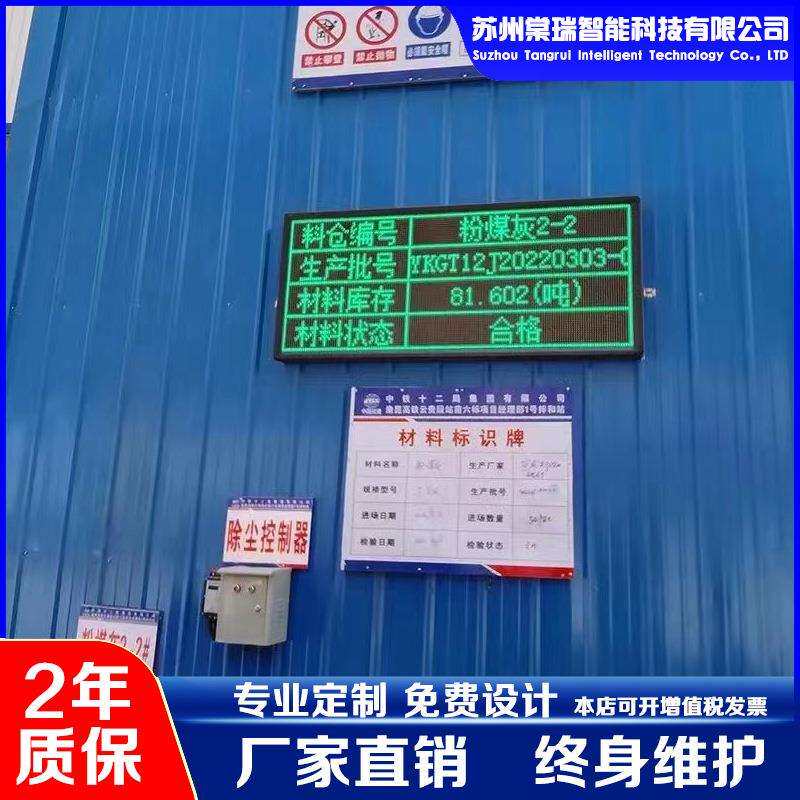 苏州棠瑞智能科技有限公司
Suzhou Tangrui Intelligent Technology Co., LTD
禁止攀登 禁止抛物 必须戴安全帽
料仓编号 粉煤灰2-2
生产批号 YKGT12J20220303-0
材料库存 81.602(吨)
材料状态 合格
中铁十二局集团有限公司
材料标识牌
材料名称 生产厂家
规格型号 生产批号
进场日期 进场数量
检验日期 检验状态
除尘控制器
粉煤灰2-2#
2年
质保
专业定制 免费设计 本店可开增值税发票
厂家直销 终身维护